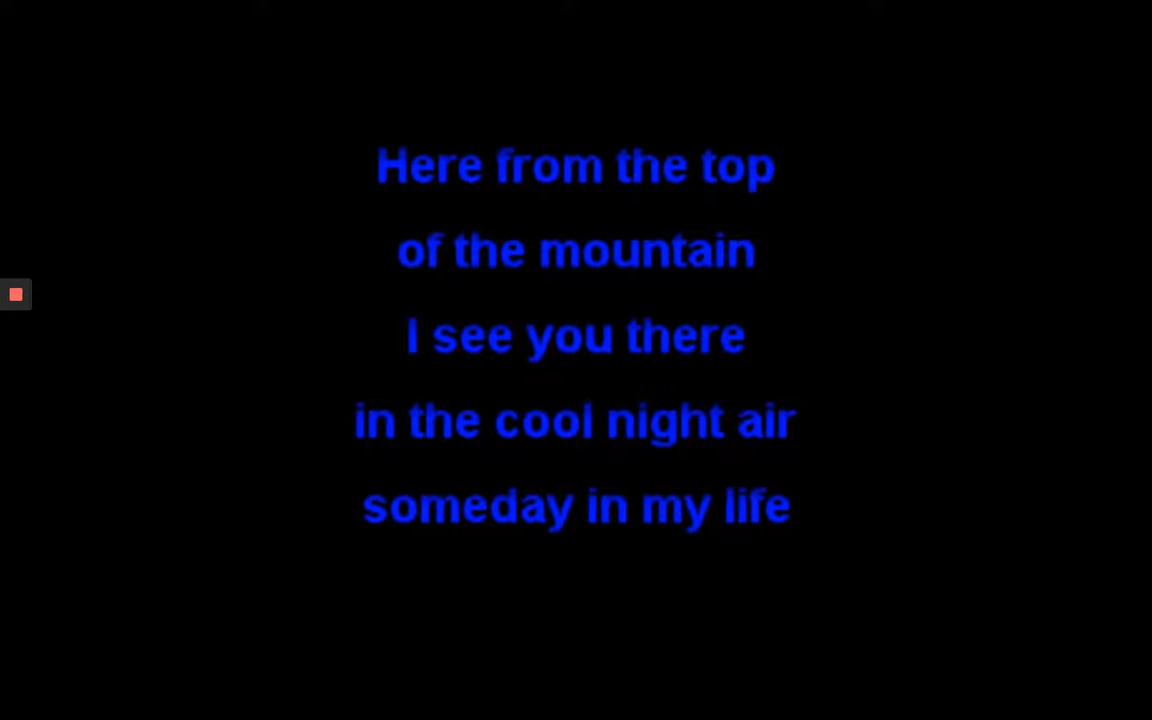 Here from the top
of the mountain
I see you there
in the cool night air
someday in my life